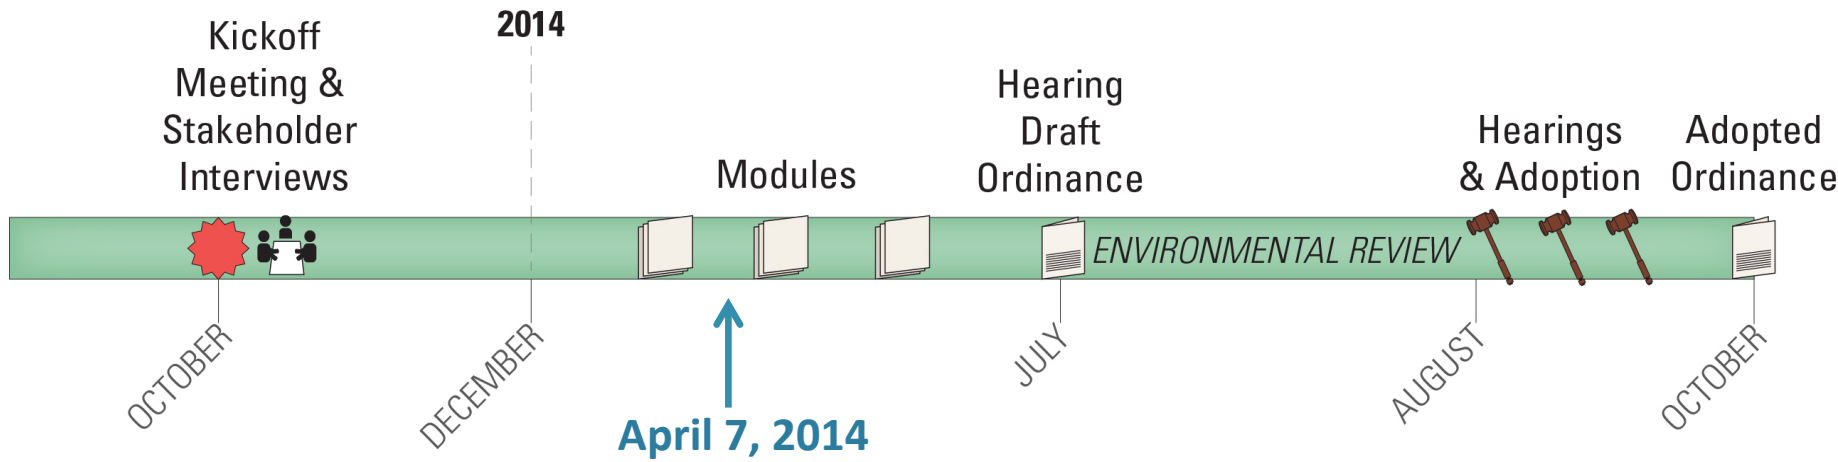 2014
Kickoff
Meeting &
Stakeholder
Interviews
Modules
Hearing
Draft
Ordinance
Hearings
& Adoption
Adopted
Ordinance
ENVIRONMENTAL REVIEW
OCTOBER
DECEMBER
JULY
AUGUST
OCTOBER
April 7, 2014